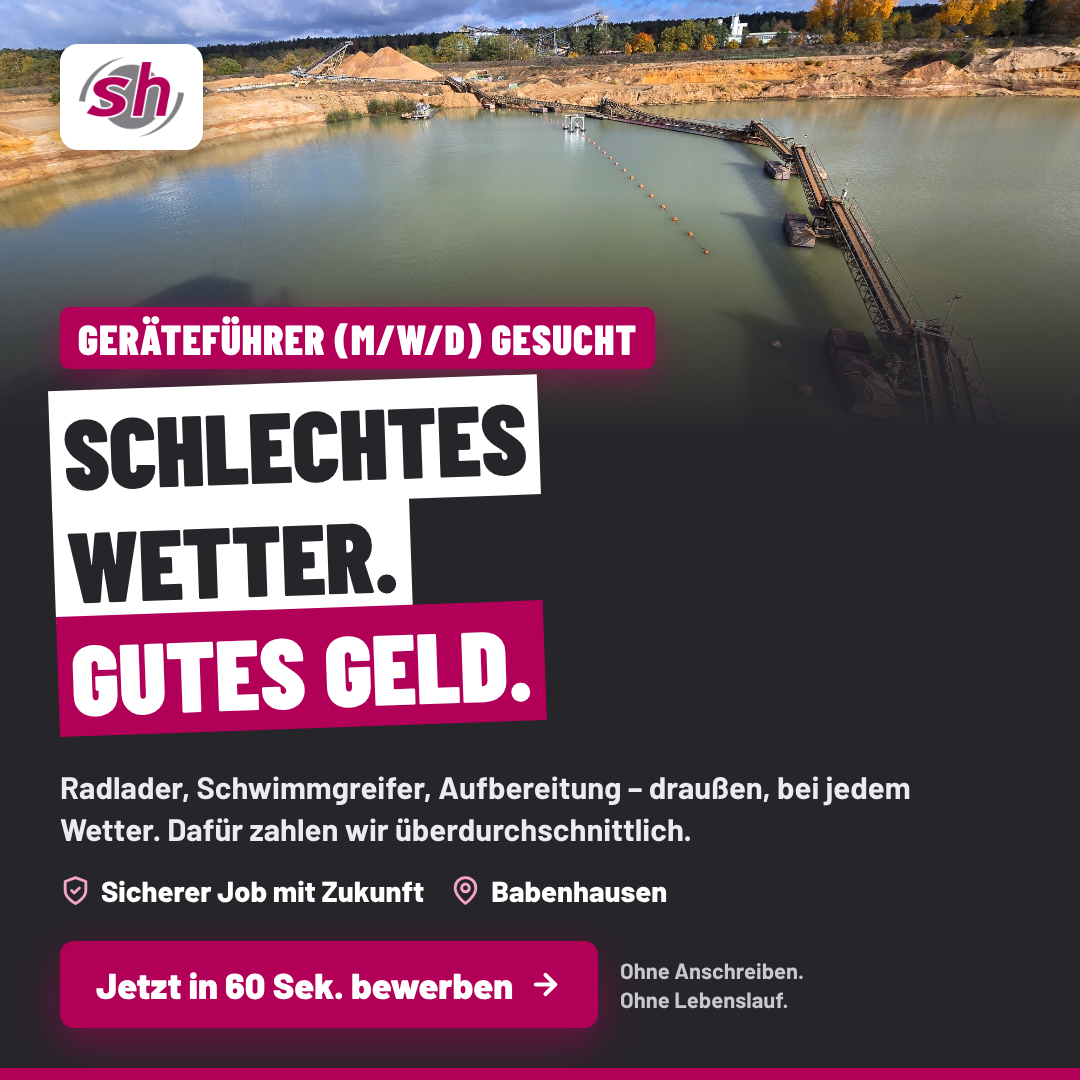 sh
GERÄTEFÜHRER (M/W/D) GESUCHT
SCHLECHTES
WETTER.
GUTES GELD.
Radlader, Schwimmgreifer, Aufbereitung – draußen, bei jedem
Wetter. Dafür zahlen wir überdurchschnittlich.
Sicherer Job mit Zukunft
Babenhausen
Jetzt in 60 Sek. bewerben →
Ohne Anschreiben.
Ohne Lebenslauf.